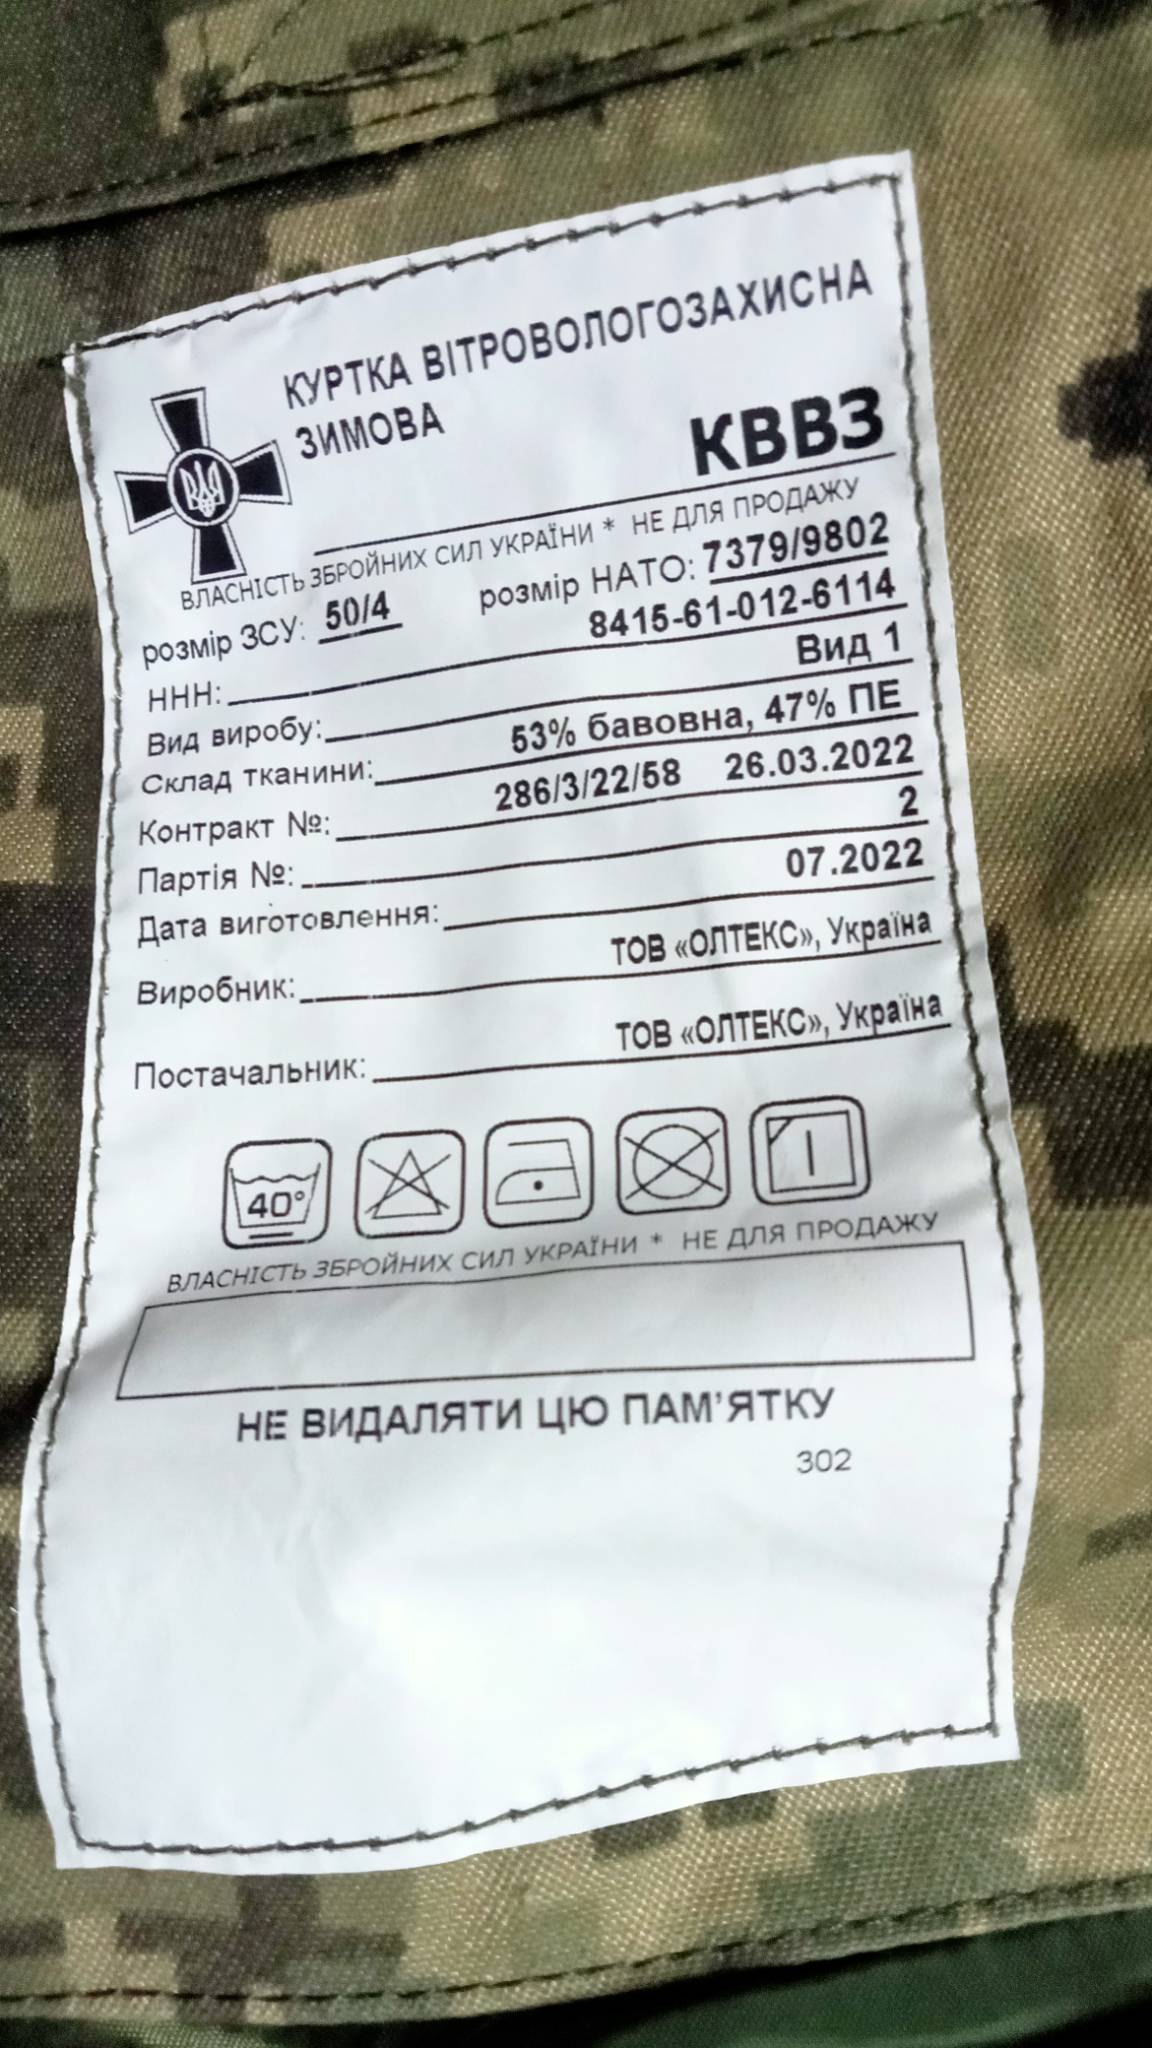 КУРТКА ВІТРОВОЛОГОЗАХИСНА
ЗИМОВА
КВВЗ
ВЛАСНІСТЬ ЗБРОЙНИХ СИЛ УКРАЇНИ * НЕ ДЛЯ ПРОДАЖУ
розмір ЗСУ: 50/4 розмір НАТО: 7379/9802
ННН: 8415-61-012-6114
Вид виробу: Вид 1
Склад тканини: 53% бавовна, 47% ПЕ
Контракт №: 286/3/22/58 26.03.2022
Партія №: 2
Дата виготовлення: 07.2022
Виробник: ТОВ «ОЛТЕКС», Україна
Постачальник: ТОВ «ОЛТЕКС», Україна
40°
ВЛАСНІСТЬ ЗБРОЙНИХ СИЛ УКРАЇНИ * НЕ ДЛЯ ПРОДАЖУ
НЕ ВИДАЛЯТИ ЦЮ ПАМ'ЯТКУ
302